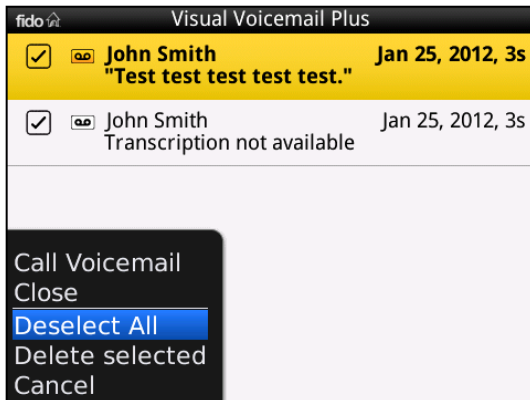 fido Visual Voicemail Plus
John Smith Jan 25, 2012, 3s
"Test test test test test."
John Smith Jan 25, 2012, 3s
Transcription not available
Call Voicemail
Close
Deselect All
Delete selected
Cancel